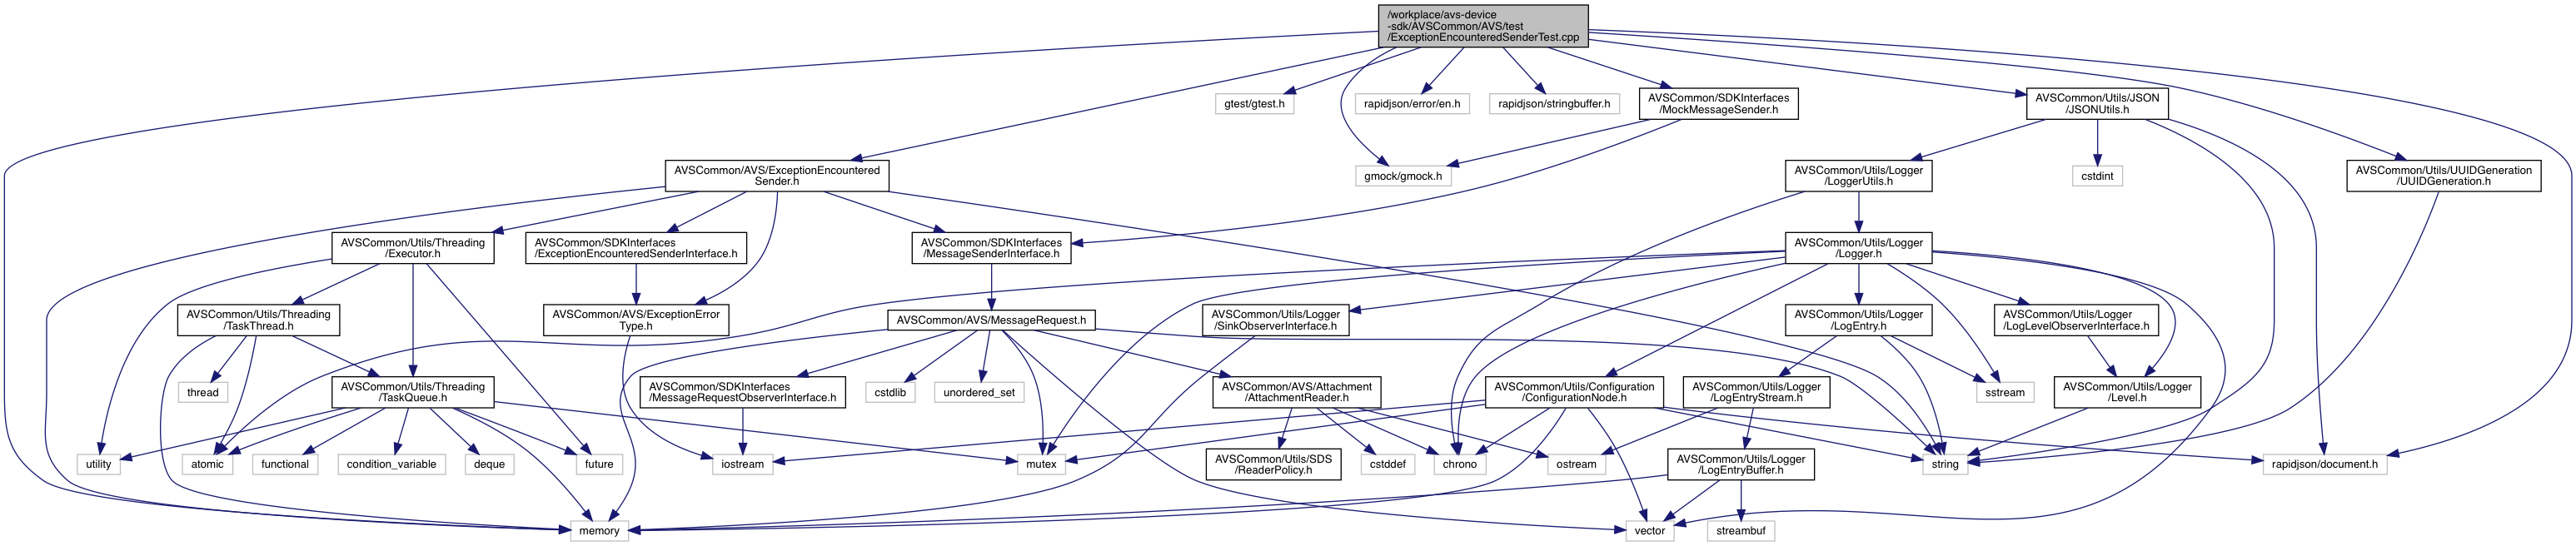 /workplace/avs-device
-sdk/AVSCommon/AVS/test
/ExceptionEncounteredSenderTest.cpp
gtest/gtest.h
rapidjson/error/en.h
rapidjson/stringbuffer.h
AVSCommon/SDKInterfaces
/MockMessageSender.h
AVSCommon/Utils/JSON
/JSONUtils.h
AVSCommon/AVS/ExceptionEncountered
Sender.h
gmock/gmock.h
AVSCommon/Utils/Logger
/LoggerUtils.h
cstdint
AVSCommon/Utils/UUIDGeneration
/UUIDGeneration.h
AVSCommon/Utils/Threading
/Executor.h
AVSCommon/SDKInterfaces
/ExceptionEncounteredSenderInterface.h
AVSCommon/SDKInterfaces
/MessageSenderInterface.h
AVSCommon/Utils/Logger
/Logger.h
AVSCommon/Utils/Threading
/TaskThread.h
AVSCommon/AVS/ExceptionError
Type.h
AVSCommon/AVS/MessageRequest.h
AVSCommon/Utils/Logger
/SinkObserverInterface.h
AVSCommon/Utils/Logger
/LogEntry.h
AVSCommon/Utils/Logger
/LogLevelObserverInterface.h
thread
AVSCommon/Utils/Threading
/TaskQueue.h
AVSCommon/SDKInterfaces
/MessageRequestObserverInterface.h
cstdlib
unordered_set
AVSCommon/AVS/Attachment
/AttachmentReader.h
AVSCommon/Utils/Configuration
/ConfigurationNode.h
AVSCommon/Utils/Logger
/LogEntryStream.h
sstream
AVSCommon/Utils/Logger
/Level.h
utility
atomic
functional
condition_variable
deque
future
iostream
mutex
AVSCommon/Utils/SDS
/ReaderPolicy.h
cstddef
chrono
ostream
AVSCommon/Utils/Logger
/LogEntryBuffer.h
string
rapidjson/document.h
memory
vector
streambuf